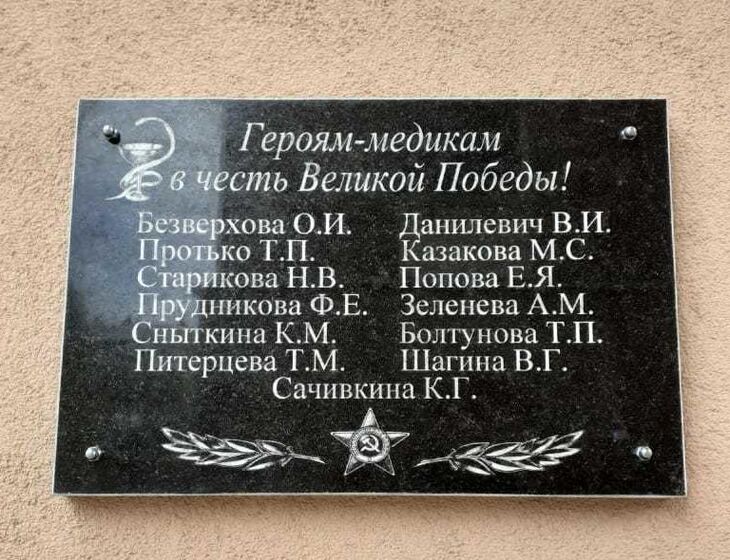 Героям-медикам
в честь Великой Победы!
Безверхова О.И. Данилевич В.И.
Протько Т.П. Казакова М.С.
Старикова Н.В. Попова Е.Я.
Прудникова Ф.Е. Зеленева А.М.
Сныткина К.М. Болтунова Т.П.
Питерцева Т.М. Шагина В.Г.
Сачивкина К.Г.